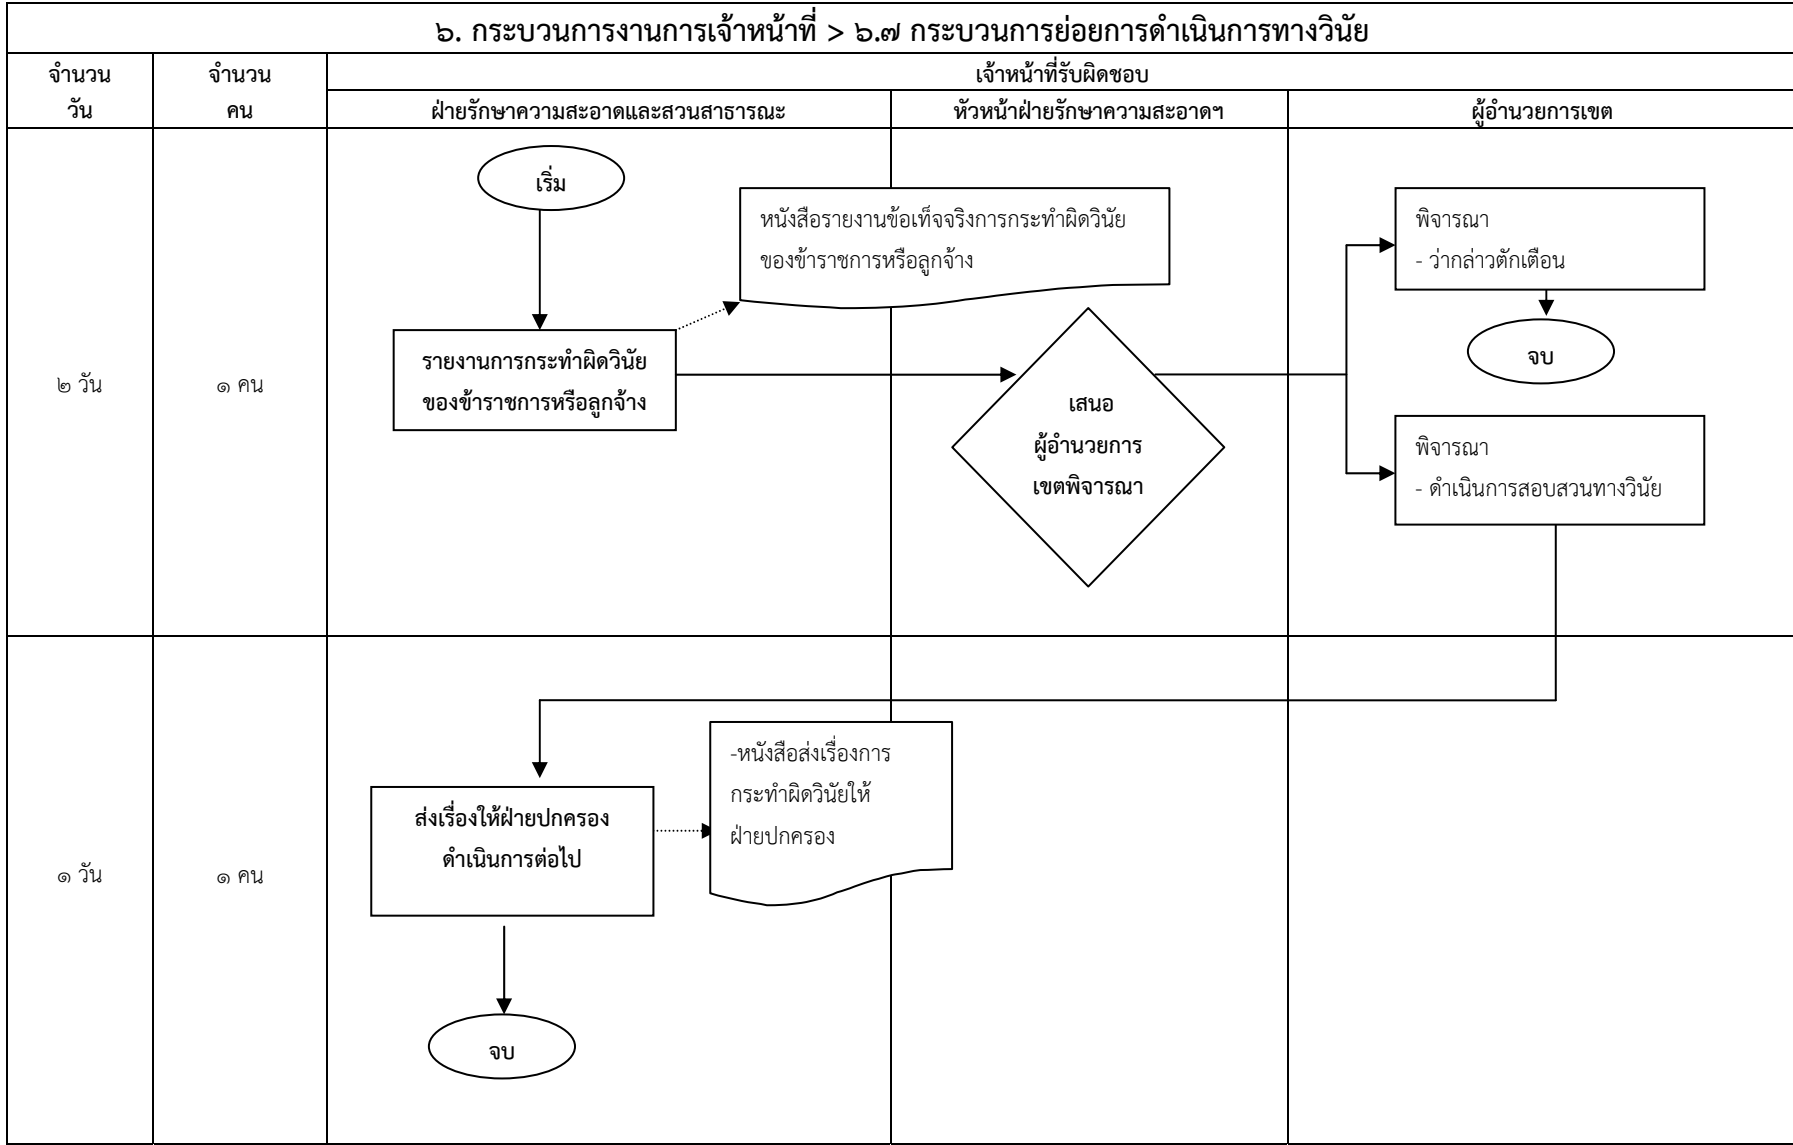 ๖. กระบวนการงานการเจ้าหน้าที่ > ๖.๗ กระบวนการย่อยการดำเนินการทางวินัย
จำนวน
วัน
จำนวน
คน
เจ้าหน้าที่รับผิดชอบ
ฝ่ายรักษาความสะอาดและสวนสาธารณะ
หัวหน้าฝ่ายรักษาความสะอาดฯ
ผู้อำนวยการเขต
๒ วัน
๑ คน
เริ่ม
หนังสือรายงานข้อเท็จจริงการกระทำผิดวินัย
ของข้าราชการหรือลูกจ้าง
รายงานการกระทำผิดวินัย
ของข้าราชการหรือลูกจ้าง
เสนอ
ผู้อำนวยการ
เขตพิจารณา
พิจารณา
- ว่ากล่าวตักเตือน
จบ
พิจารณา
- ดำเนินการสอบสวนทางวินัย
๑ วัน
๑ คน
ส่งเรื่องให้ฝ่ายปกครอง
ดำเนินการต่อไป
-หนังสือส่งเรื่องการ
กระทำผิดวินัยให้
ฝ่ายปกครอง
จบ